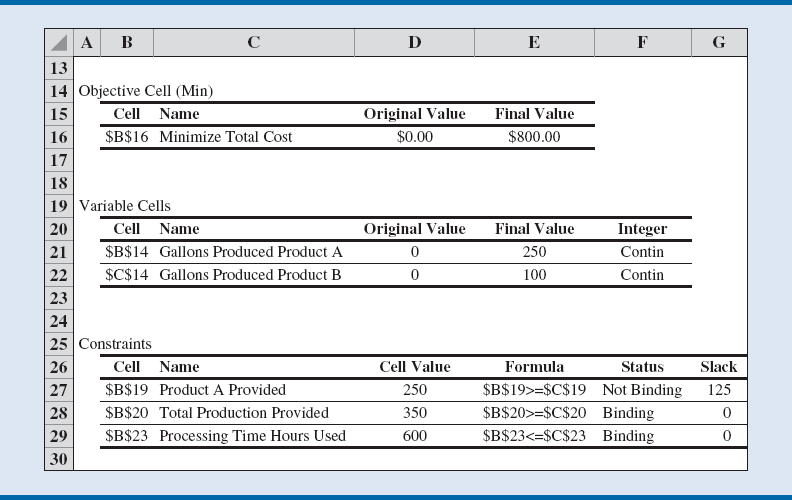 A B C D E F G
13
14 Objective Cell (Min)
15 Cell Name Original Value Final Value
16 $B$16 Minimize Total Cost $0.00 $800.00
17
18
19 Variable Cells
20 Cell Name Original Value Final Value Integer
21 $B$14 Gallons Produced Product A 0 250 Contin
22 $C$14 Gallons Produced Product B 0 100 Contin
23
24
25 Constraints
26 Cell Name Cell Value Formula Status Slack
27 $B$19 Product A Provided 250 $B$19>=$C$19 Not Binding 125
28 $B$20 Total Production Provided 350 $B$20>=$C$20 Binding 0
29 $B$23 Processing Time Hours Used 600 $B$23<=$C$23 Binding 0
30